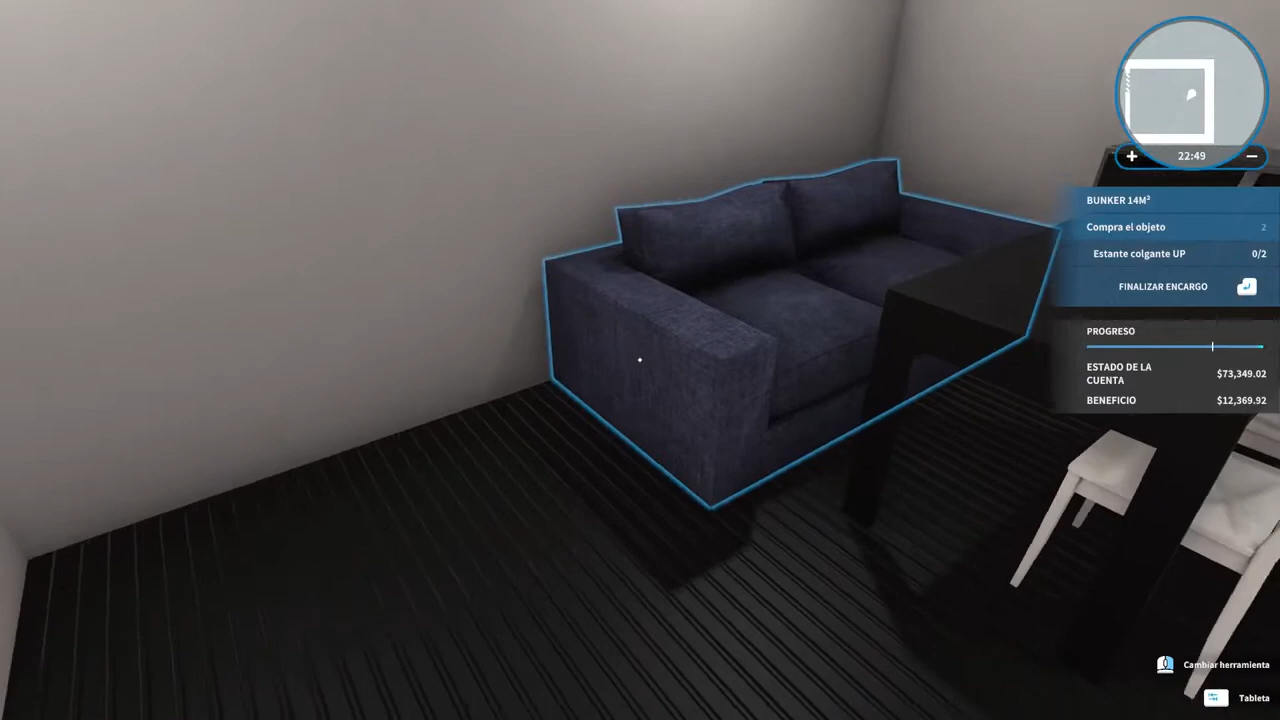 22:49
BUNKER 14M²
Compra el objeto 2
Estante colgante UP 0/2
FINALIZAR ENCARGO
PROGRESO
ESTADO DE LA
CUENTA $73,349.02
BENEFICIO $12,369.92
Cambiar herramienta
Tableta